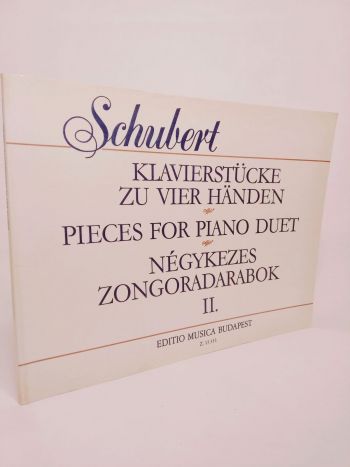 Schubert
KLAVIERSTÜCKE
ZU VIER HÄNDEN
PIECES FOR PIANO DUET
NÉGYKEZES
ZONGORADARABOK
II.
EDITIO MUSICA BUDAPEST